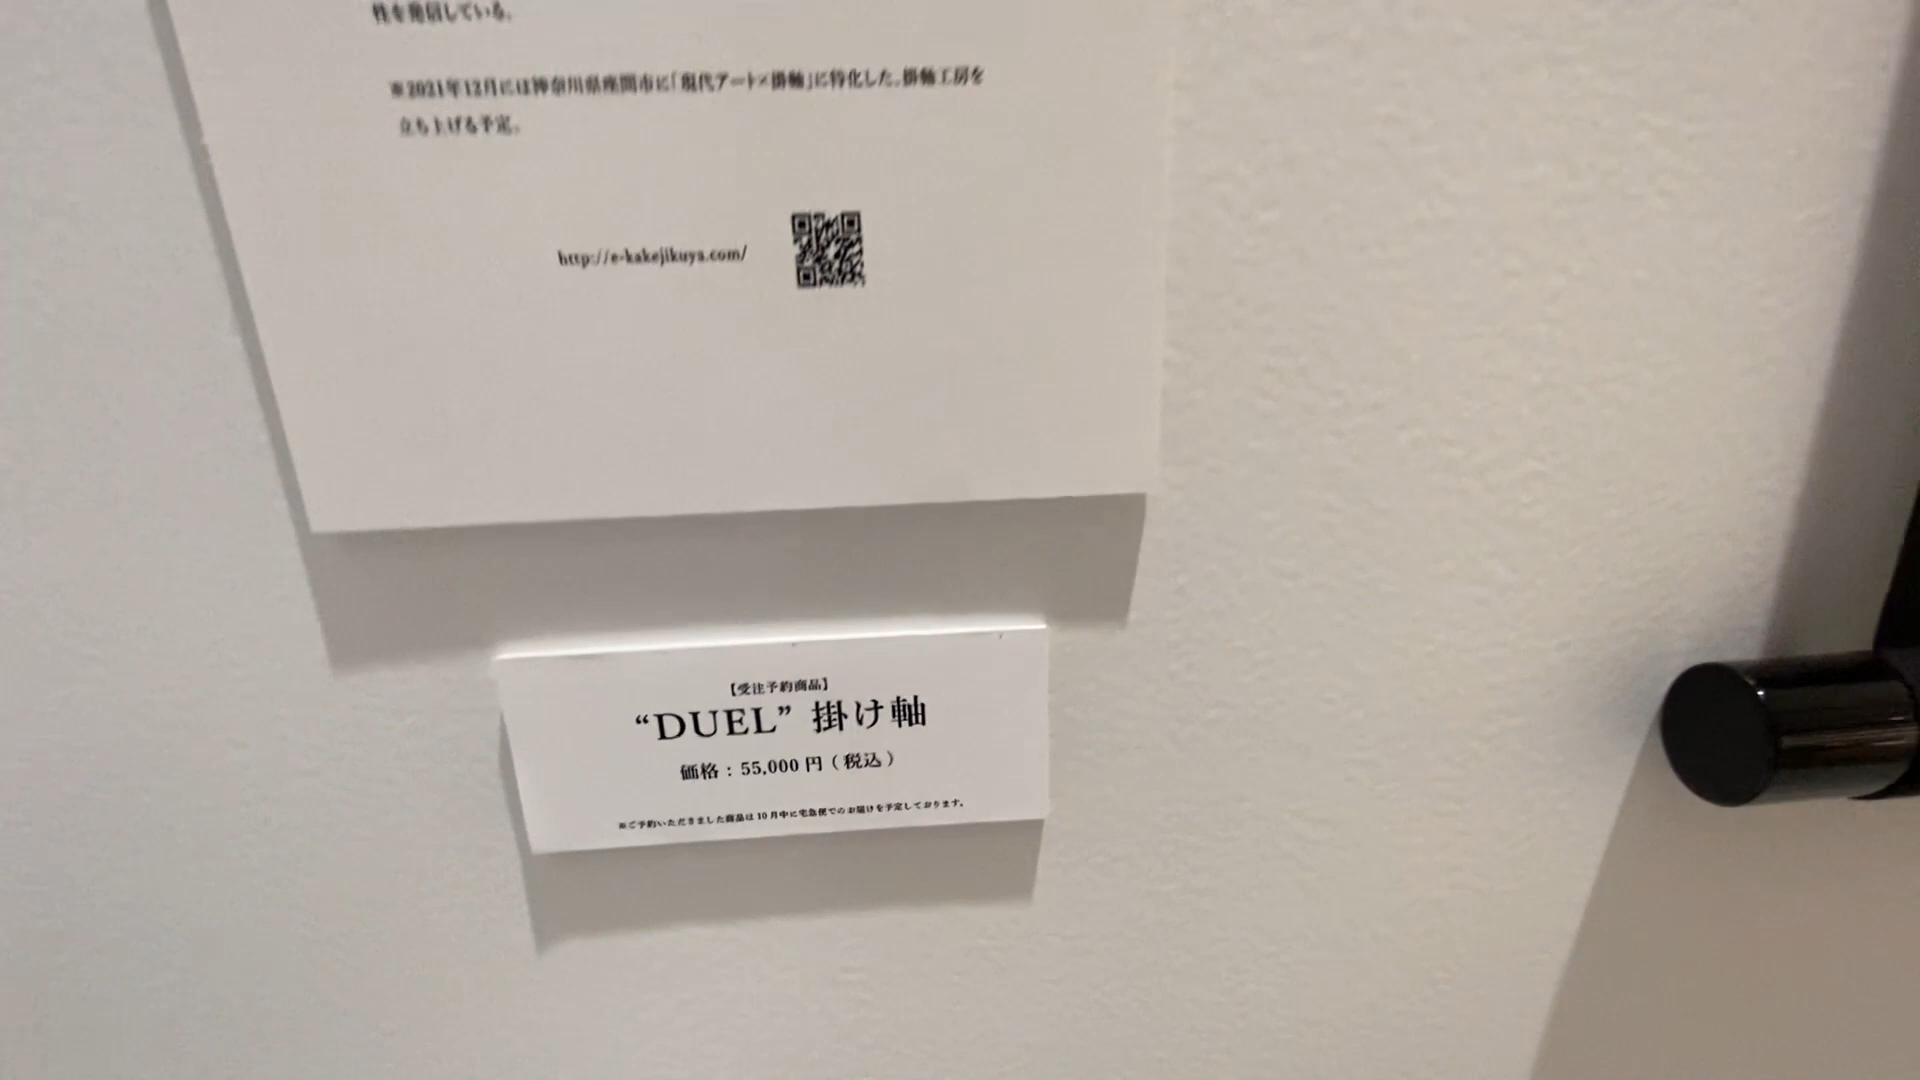 性を発信している。
※2021年12月には神奈川県座間市に「現代アート×掛軸」に特化した、掛軸工房を
立ち上げる予定。
http://e-kakejikuya.com/
【受注予約商品】
“DUEL” 掛け軸
価格：55,000 円（税込）
※ご予約いただきました商品は 10 月中に宅急便でのお届けを予定しております。